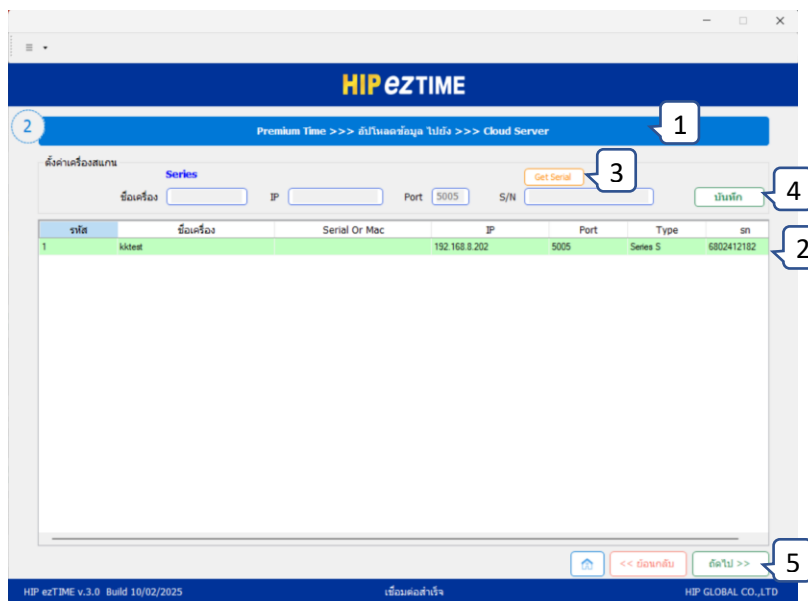 HIP ezTIME
2
Premium Time >>> อัปโหลดข้อมูล ไปยัง >>> Cloud Server
1
ตั้งค่าเครื่องสแกน
Series
Get Serial
3
ชื่อเครื่อง IP Port 5005 S/N บันทึก
4
รหัส ชื่อเครื่อง Serial Or Mac IP Port Type sn
1 kktest 192.168.8.202 5005 Series S 6802412182
2
<< ย้อนกลับ ถัดไป >>
5
HIP ezTIME v.3.0 Build 10/02/2025 เชื่อมต่อสำเร็จ HIP GLOBAL CO.,LTD